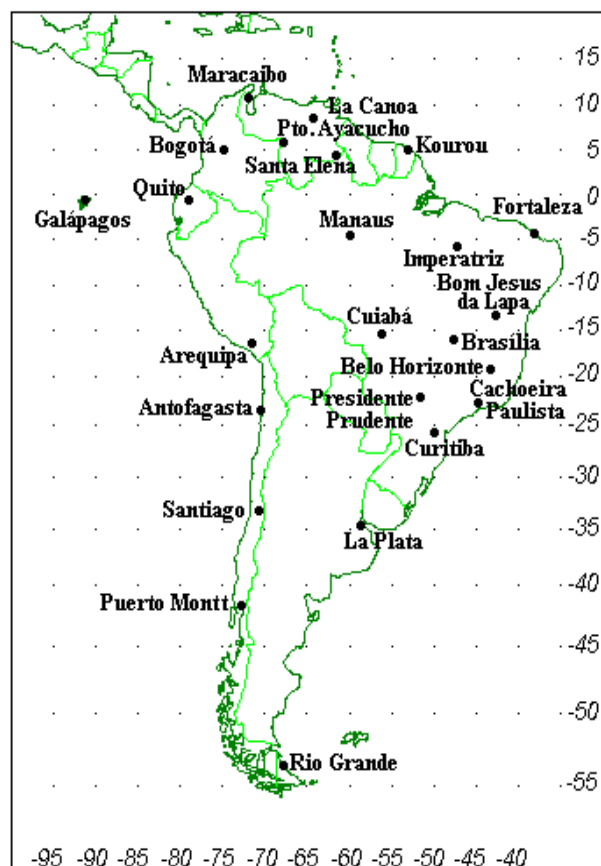 15
Maracaibo
10
La Canoa
Pto. Ayacucho
Bogotá
Kourou
5
Santa Elena
Quito
0
Fortaleza
Galápagos
Manaus
-5
Imperatriz
Bom Jesus
da Lapa
-10
Cuiabá
-15
Brasília
Arequipa
Belo Horizonte
-20
Cachoeira
Paulista
Presidente
Prudente
Antofagasta
-25
Curitiba
-30
Santiago
-35
La Plata
-40
Puerto Montt
-45
-50
Rio Grande
-55
-95 -90 -85 -80 -75 -70 -65 -60 -55 -50 -45 -40